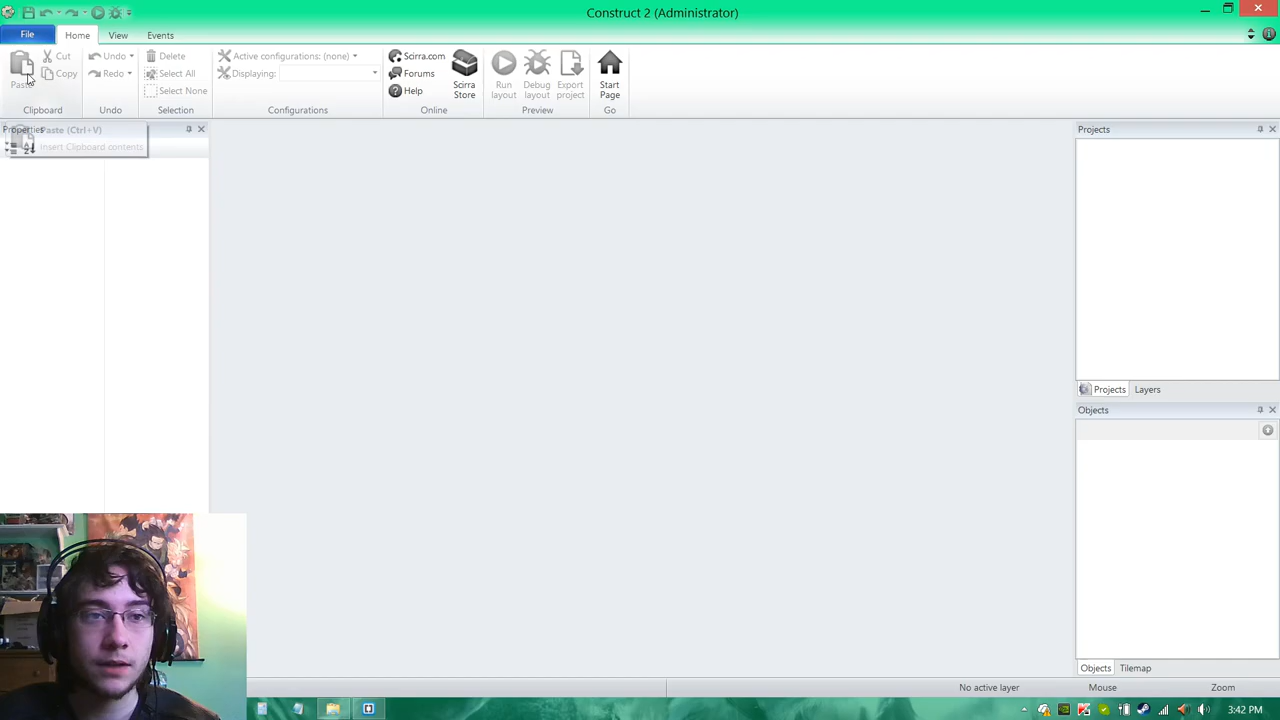 Construct 2 (Administrator)
File Home View Events
Cut
Copy
Undo
Redo
Delete
Select All
Select None
Active configurations: (none)
Displaying:
Scirra.com
Forums
Help
Scirra Store
Run layout
Debug layout
Export project
Start Page
Clipboard Undo Selection Configurations Online Preview Go
Paste (Ctrl+V)
Insert Clipboard contents
Projects
Projects Layers
Objects
Objects Tilemap
No active layer Mouse Zoom
3:42 PM